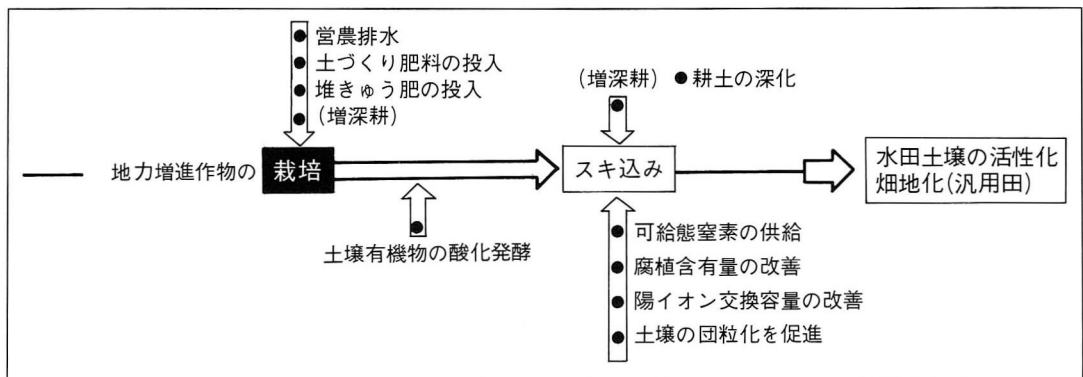 営農排水
土づくり肥料の投入
堆きゅう肥の投入
(増深耕)
(増深耕) ●耕土の深化
地力増進作物の 栽培
スキ込み
水田土壌の活性化
畑地化(汎用田)
土壌有機物の酸化発酵
可給態窒素の供給
腐植含有量の改善
陽イオン交換容量の改善
土壌の団粒化を促進